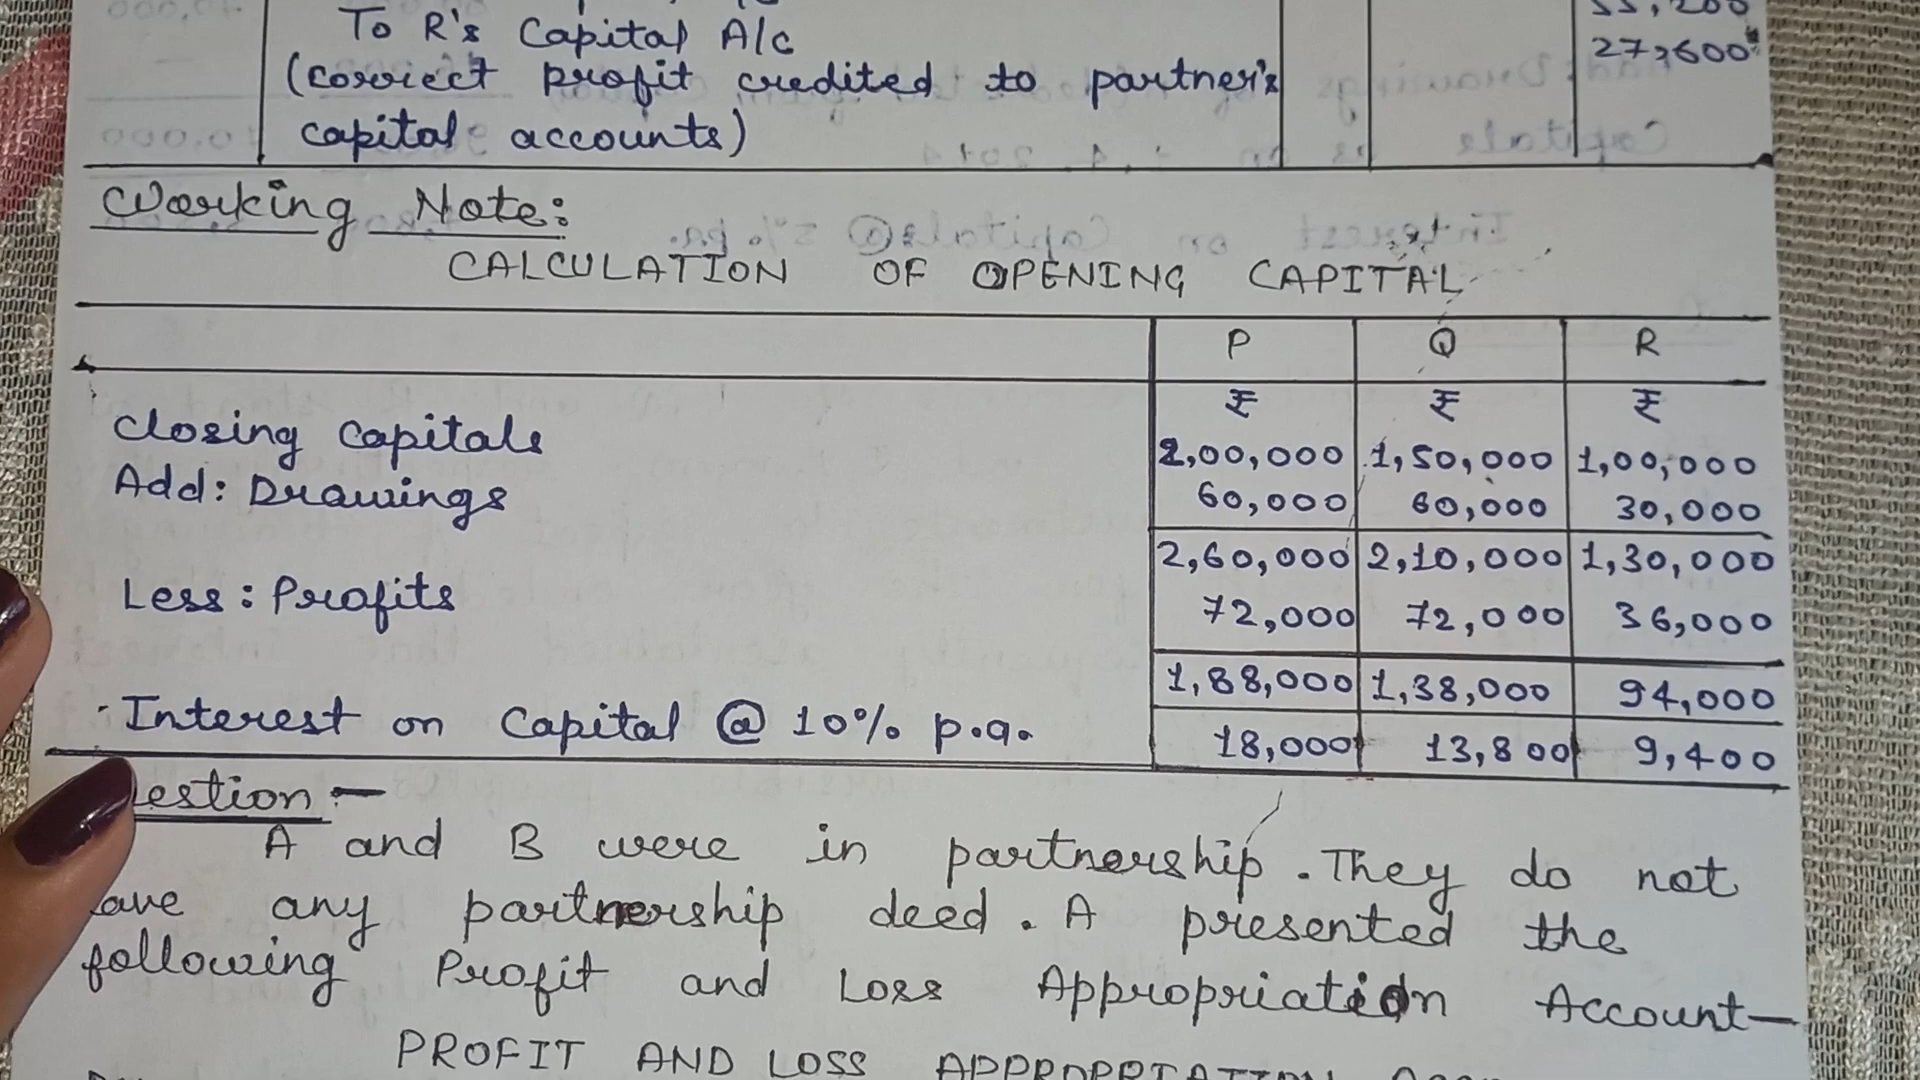 To R's Capital A/c
27,600
(correct profit credited to partner's
capital accounts)
Working Note:
CALCULATION OF OPENING CAPITAL
P Q R
₹ ₹ ₹
Closing Capitals 2,00,000 1,50,000 1,00,000
Add: Drawings 60,000 60,000 30,000
2,60,000 2,10,000 1,30,000
Less: Profits 72,000 72,000 36,000
1,88,000 1,38,000 94,000
Interest on Capital @ 10% p.a. 18,000 13,800 9,400
estion :-
A and B were in partnership. They do not
ave any partnership deed. A presented the
following Profit and Loss Appropriation Account-
PROFIT AND LOSS